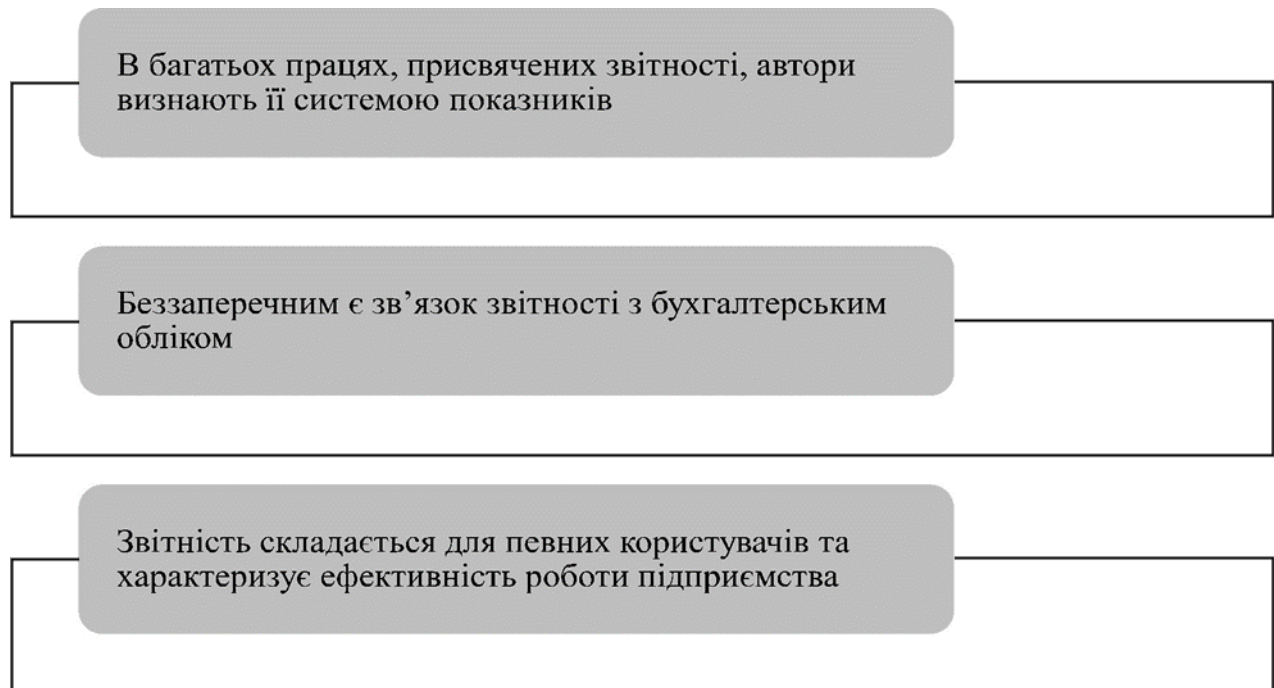 В багатьох працях, присвячених звітності, автори
визнають її системою показників
Беззаперечним є зв’язок звітності з бухгалтерським
обліком
Звітність складається для певних користувачів та
характеризує ефективність роботи підприємства